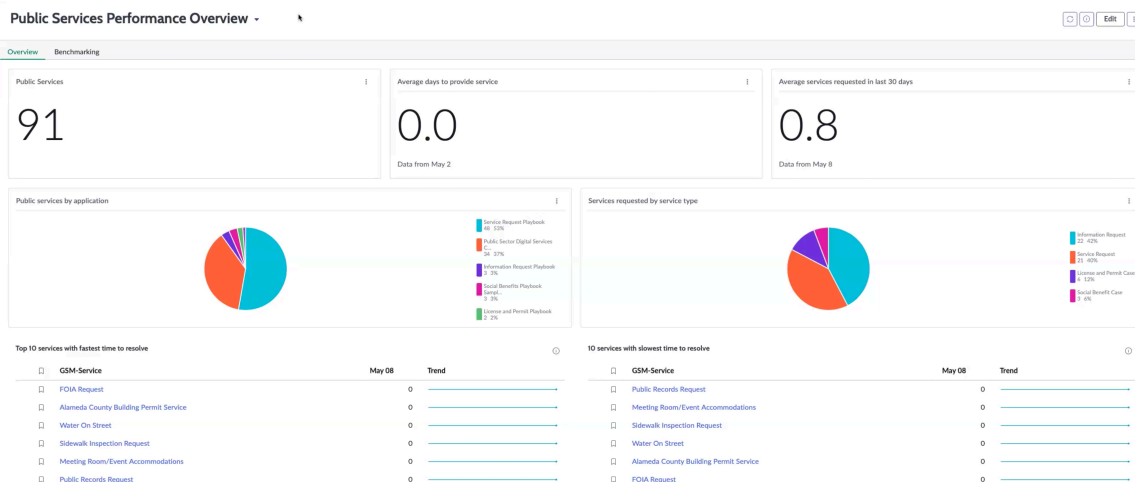 Public Services Performance Overview
Edit
Overview Benchmarking
Public Services
91
Average days to provide service
0.0
Data from May 2
Average services requested in last 30 days
0.8
Data from May 8
Public services by application
Service Request Playbook
48 53%
Public Sector Digital Services
C...
34 37%
Information Request Playbook
3 3%
Social Benefits Playbook
Sampl...
3 3%
License and Permit Playbook
2 2%
Services requested by service type
Information Request
22 42%
Service Request
21 40%
License and Permit Case
6 12%
Social Benefit Case
3 6%
Top 10 services with fastest time to resolve
GSM-Service May 08 Trend
FOIA Request 0
Alameda County Building Permit Service 0
Water On Street 0
Sidewalk Inspection Request 0
Meeting Room/Event Accommodations 0
Public Records Request 0
10 services with slowest time to resolve
GSM-Service May 08 Trend
Public Records Request 0
Meeting Room/Event Accommodations 0
Sidewalk Inspection Request 0
Water On Street 0
Alameda County Building Permit Service 0
FOIA Request 0